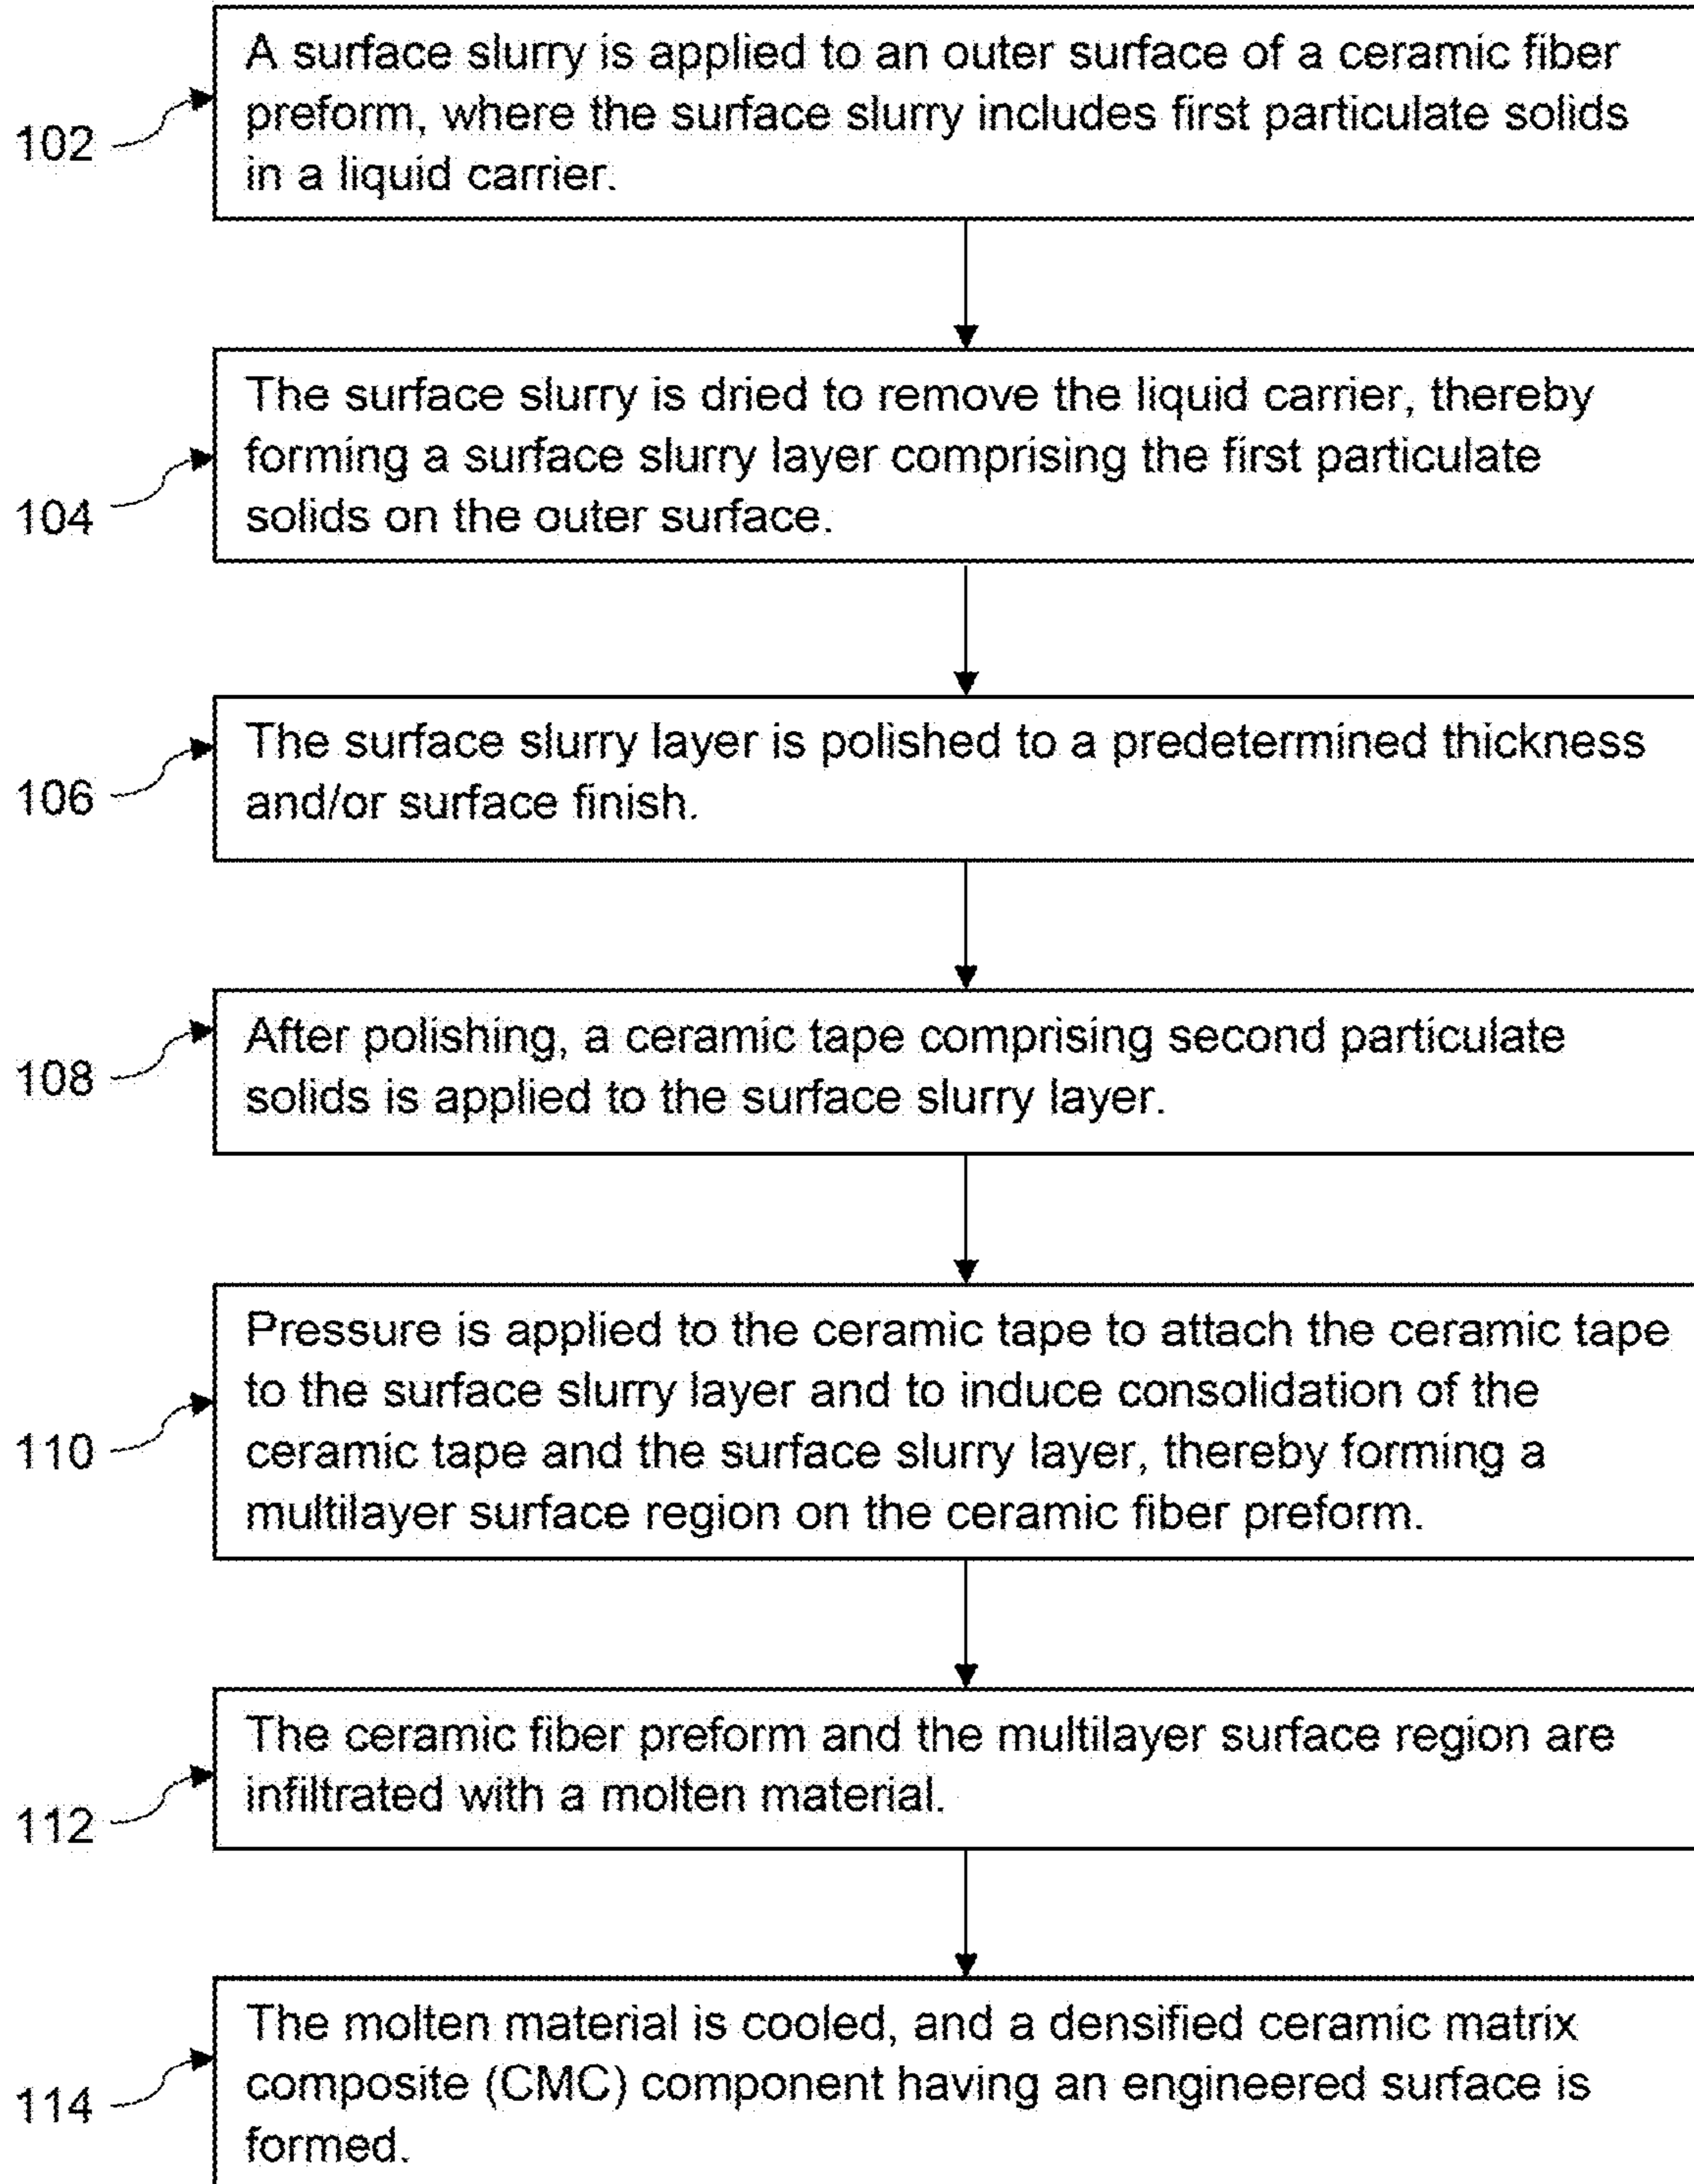 A surface slurry is applied to an outer surface of a ceramic fiber
preform, where the surface slurry includes first particulate solids
in a liquid carrier.
102
The surface slurry is dried to remove the liquid carrier, thereby
forming a surface slurry layer comprising the first particulate
solids on the outer surface.
104
The surface slurry layer is polished to a predetermined thickness
and/or surface finish.
106
After polishing, a ceramic tape comprising second particulate
solids is applied to the surface slurry layer.
108
Pressure is applied to the ceramic tape to attach the ceramic tape
to the surface slurry layer and to induce consolidation of the
ceramic tape and the surface slurry layer, thereby forming a
multilayer surface region on the ceramic fiber preform.
110
The ceramic fiber preform and the multilayer surface region are
infiltrated with a molten material.
112
The molten material is cooled, and a densified ceramic matrix
composite (CMC) component having an engineered surface is
formed.
114